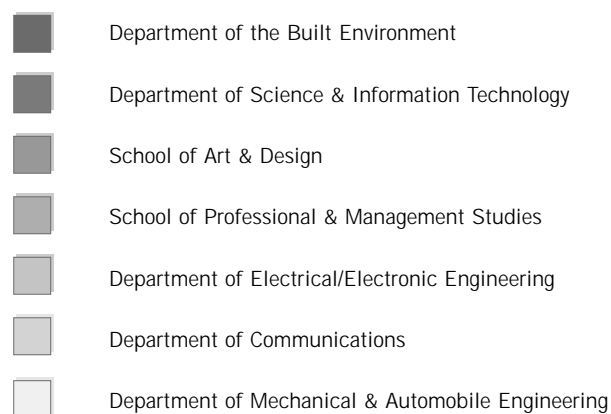 Department of the Built Environment
Department of Science & Information Technology
School of Art & Design
School of Professional & Management Studies
Department of Electrical/Electronic Engineering
Department of Communications
Department of Mechanical & Automobile Engineering